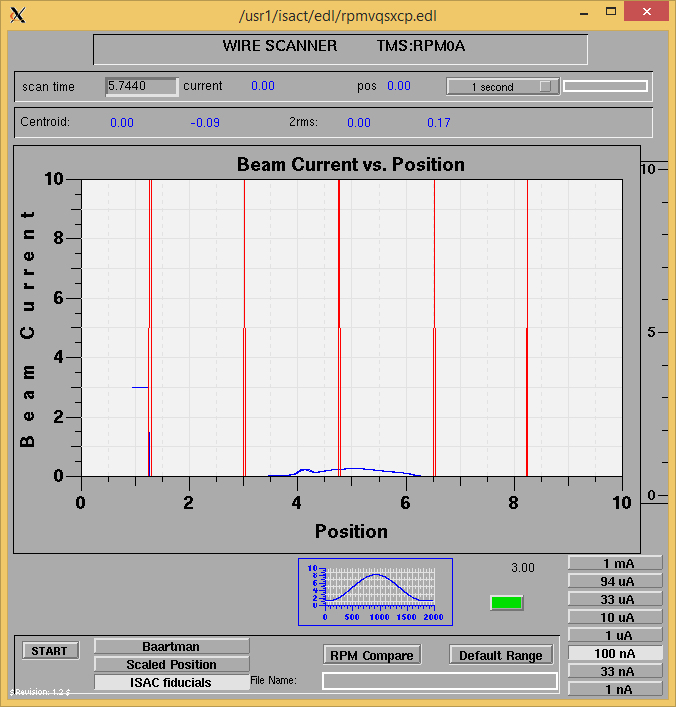 /usr1/isact/edl/rpmvqsxcp.edl
WIRE SCANNER TMS:RPM0A
scan time 5.7440 current 0.00 pos 0.00 1 second
Centroid: 0.00 -0.09 2rms: 0.00 0.17
Beam Current vs. Position
10
8
6
4
2
0
Beam Current
0 2 4 6 8 10
Position
10
5
0
10
8
6
4
2
0
0 500 1000 1500 2000
3.00
1 mA
94 uA
33 uA
10 uA
1 uA
100 nA
33 nA
1 nA
START
Baartman
Scaled Position
ISAC fiducials
RPM Compare
Default Range
File Name:
$Revision: 1.2 $